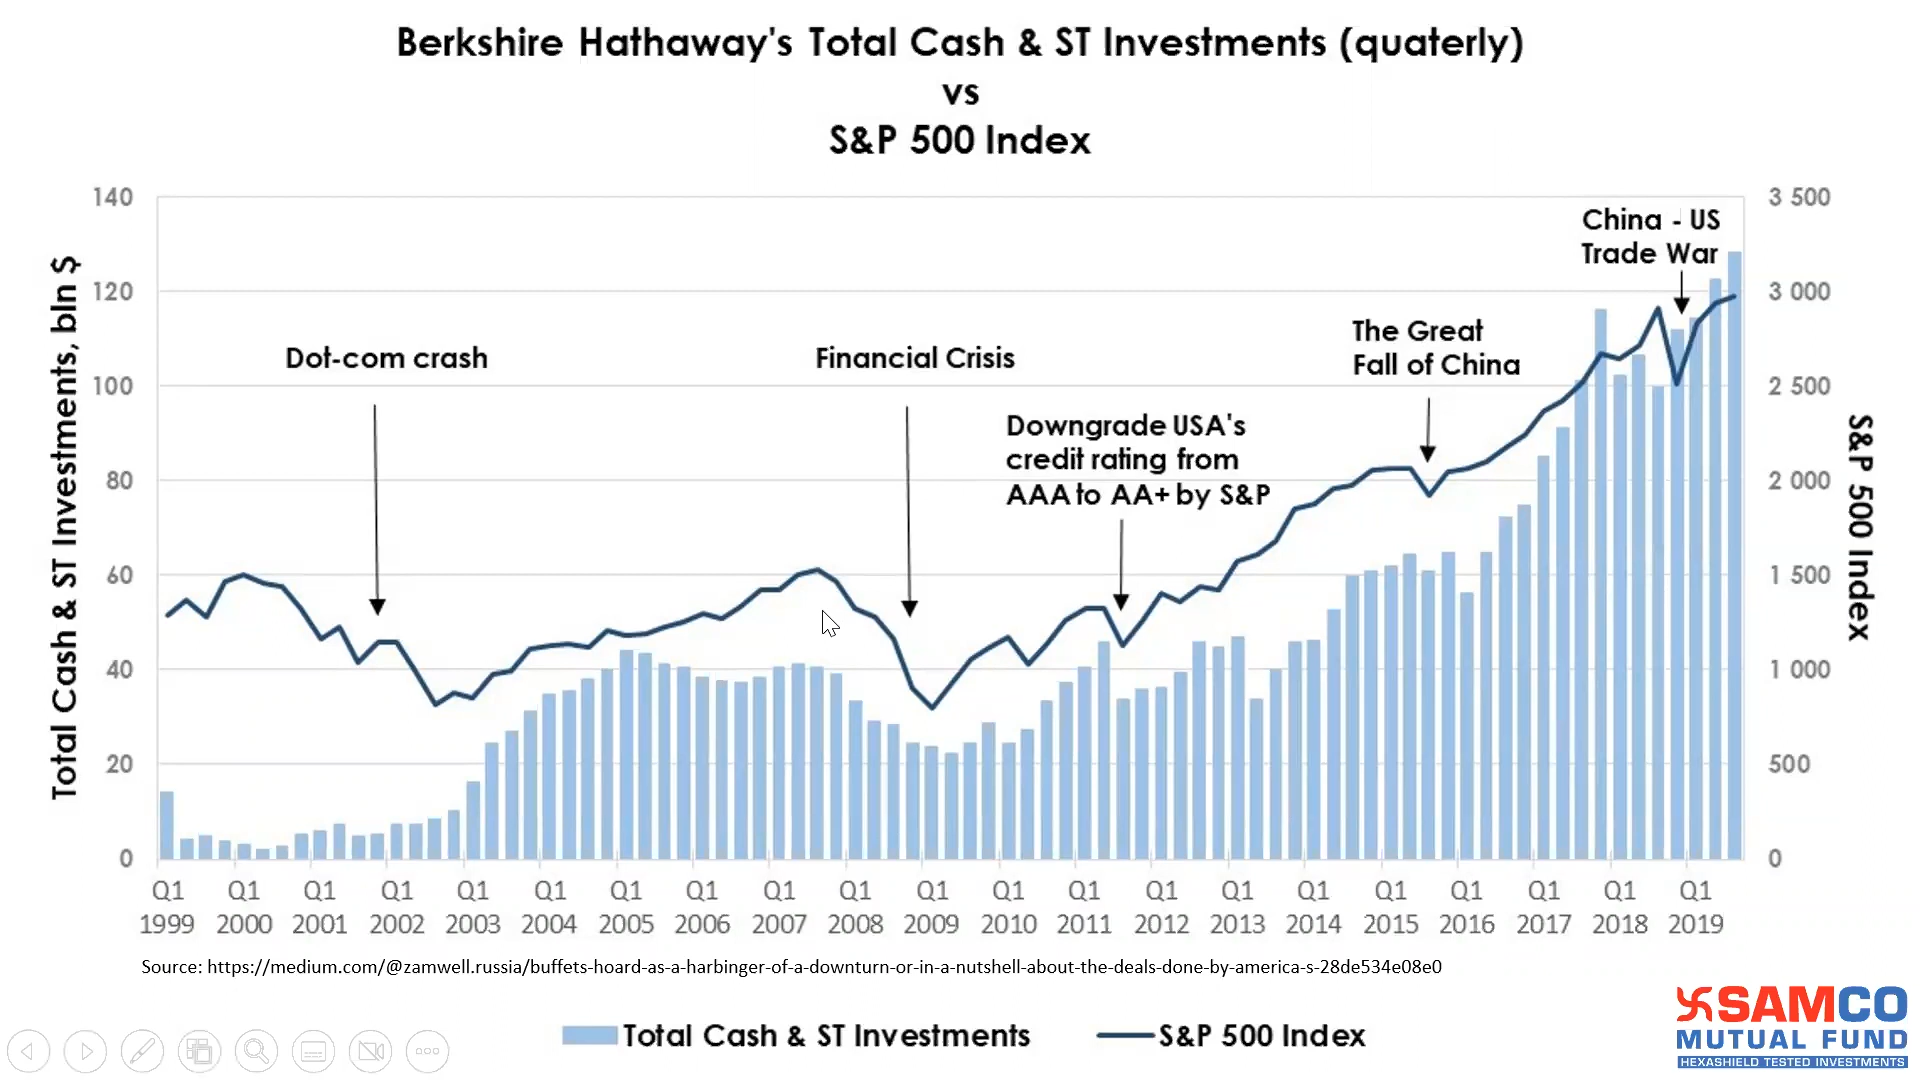 Berkshire Hathaway's Total Cash & ST Investments (quaterly)
vs
S&P 500 Index
140
120
100
80
60
40
20
0
Total Cash & ST Investments, bln $
3 500
3 000
2 500
2 000
1 500
1 000
500
0
S&P 500 Index
Dot-com crash
Financial Crisis
Downgrade USA's
credit rating from
AAA to AA+ by S&P
The Great
Fall of China
China - US
Trade War
Q1 Q1 Q1 Q1 Q1 Q1 Q1 Q1 Q1 Q1 Q1 Q1 Q1 Q1 Q1 Q1 Q1 Q1 Q1 Q1 Q1
1999 2000 2001 2002 2003 2004 2005 2006 2007 2008 2009 2010 2011 2012 2013 2014 2015 2016 2017 2018 2019
Source: https://medium.com/@zamwell.russia/buffets-hoard-as-a-harbinger-of-a-downturn-or-in-a-nutshell-about-the-deals-done-by-america-s-28de534e08e0
Total Cash & ST Investments
S&P 500 Index
SAMCO
MUTUAL FUND
HEXASHIELD TESTED INVESTMENTS